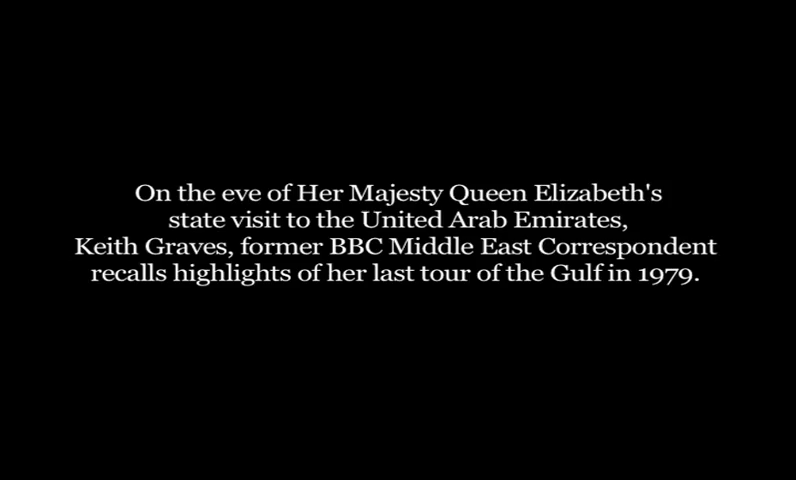 On the eve of Her Majesty Queen Elizabeth's
state visit to the United Arab Emirates,
Keith Graves, former BBC Middle East Correspondent
recalls highlights of her last tour of the Gulf in 1979.